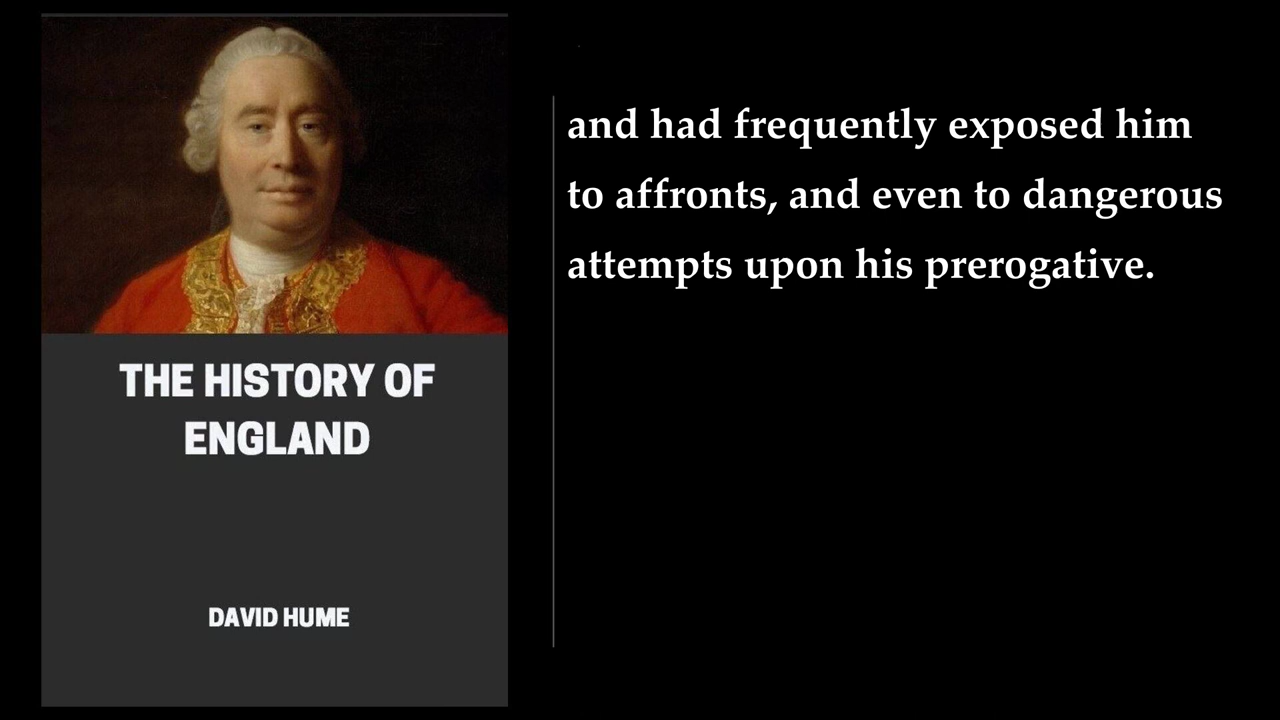 THE HISTORY OF
ENGLAND
DAVID HUME
and had frequently exposed him
to affronts, and even to dangerous
attempts upon his prerogative.